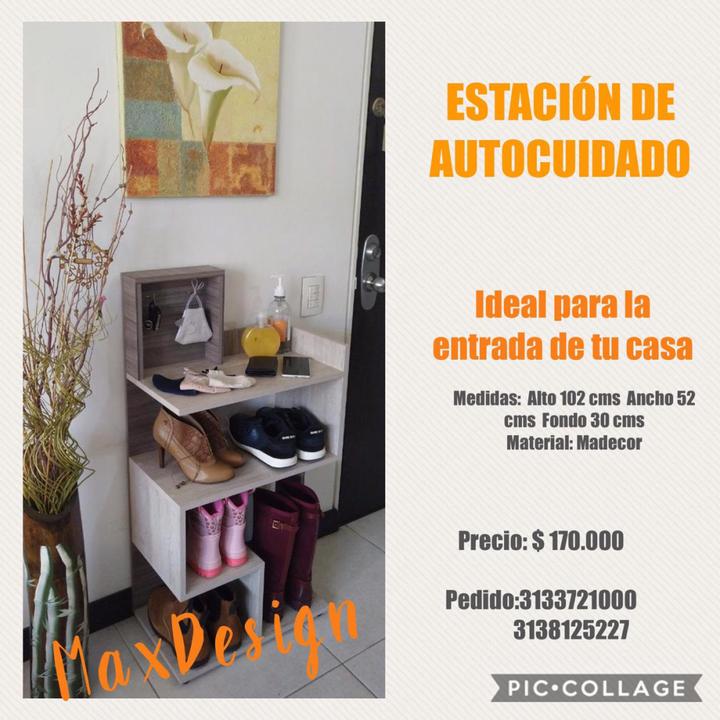 ESTACIÓN DE
AUTOCUIDADO
Ideal para la
entrada de tu casa
Medidas: Alto 102 cms Ancho 52
cms Fondo 30 cms
Material: Madecor
Precio: $ 170.000
Pedido:3133721000
3138125227
MaxDesign
PIC•COLLAGE